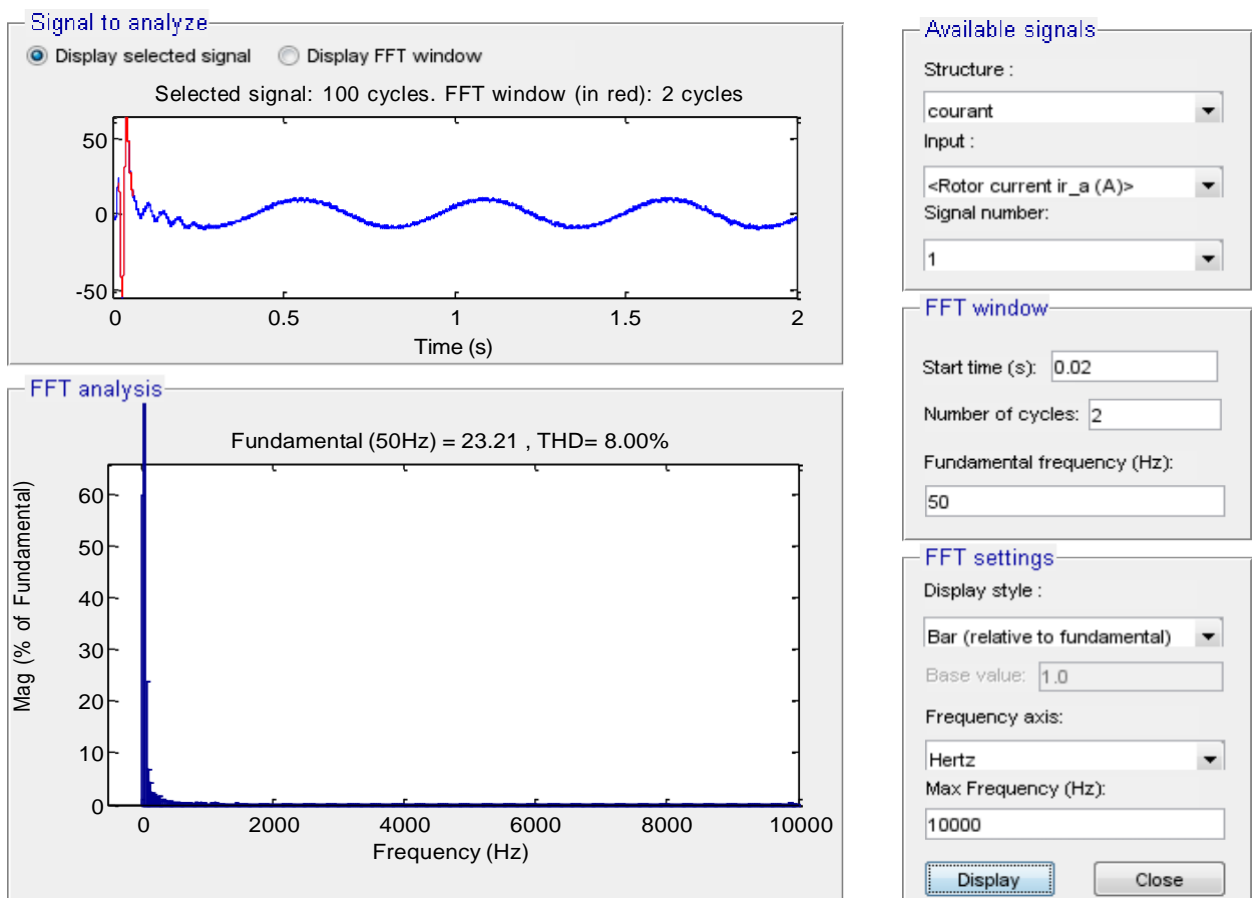 Signal to analyze
Display selected signal
Display FFT window
Selected signal: 100 cycles. FFT window (in red): 2 cycles
50
0
-50
0
0.5
1
1.5
2
Time (s)
FFT analysis
Fundamental (50Hz) = 23.21 , THD= 8.00%
Mag (% of Fundamental)
60
50
40
30
20
10
0
0
2000
4000
6000
8000
10000
Frequency (Hz)
Available signals
Structure :
courant
Input :
<Rotor current ir_a (A)>
Signal number:
1
FFT window
Start time (s): 0.02
Number of cycles: 2
Fundamental frequency (Hz):
50
FFT settings
Display style :
Bar (relative to fundamental)
Base value: 1.0
Frequency axis:
Hertz
Max Frequency (Hz):
10000
Display
Close